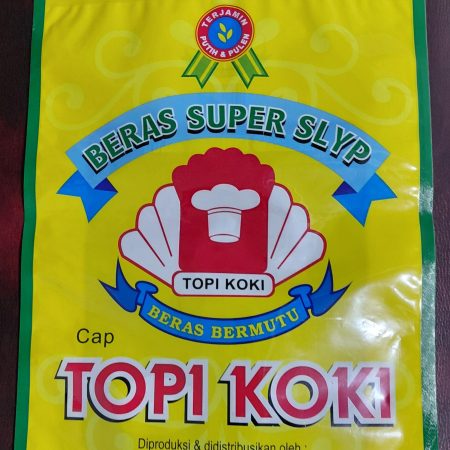 TERJAMIN
PUTIH & PULEN
BERAS SUPER SLYP
TOPI KOKI
BERAS BERMUTU
Cap
TOPI KOKI
Diproduksi & didistribusikan oleh :